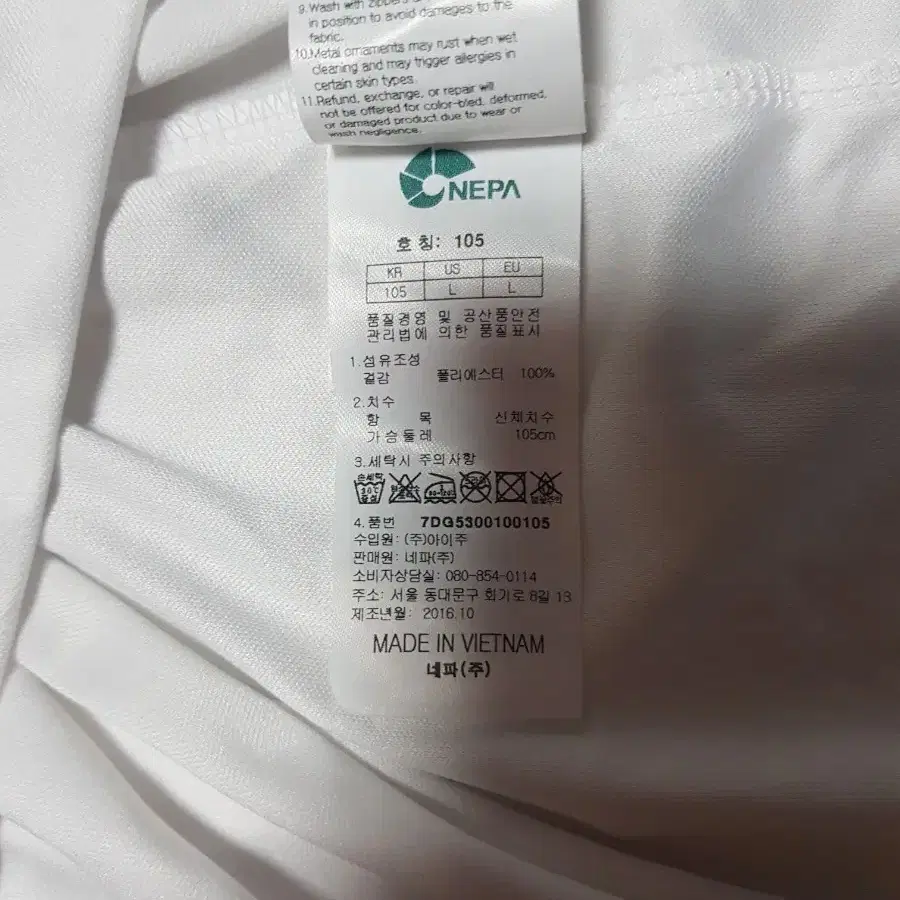 9.Wash with zippers
in position to avoid damages to the
fabric.
10.Metal ornaments may rust when wet
cleaning and may trigger allergies in
certain skin types.
11.Refund, exchange, or repair will
not be offered for color-bled, deformed,
or damaged product due to wear or
wash negligence.
NEPA
호 칭: 105
KR US EU
105 L L
품질경영 및 공산품안전
관리법에 의한 품질표시
1.섬유조성
겉감 폴리에스터 100%
2.치수
항 목 신체치수
가슴둘레 105cm
3.세탁시 주의사항
손세탁
30℃
중성
4.품번 7DG5300100105
수입원: (주)아이주
판매원: 네파(주)
소비자상담실: 080-854-0114
주소: 서울 동대문구 회기로 8길 13
제조년월: 2016.10
MADE IN VIETNAM
네파(주)